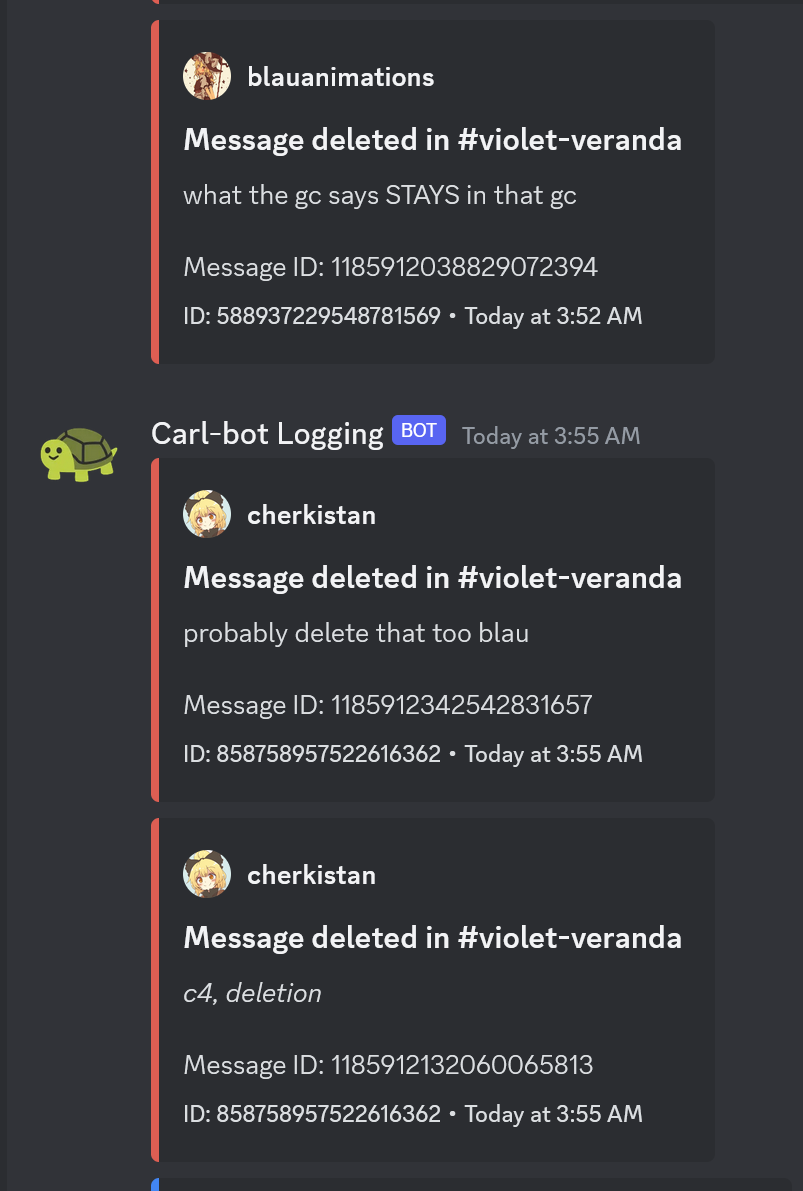 blauanimations
Message deleted in #violet-veranda
what the gc says STAYS in that gc
Message ID: 1185912038829072394
ID: 588937229548781569 • Today at 3:52 AM
Carl-bot Logging BOT Today at 3:55 AM
cherkistan
Message deleted in #violet-veranda
probably delete that too blau
Message ID: 1185912342542831657
ID: 858758957522616362 • Today at 3:55 AM
cherkistan
Message deleted in #violet-veranda
c4, deletion
Message ID: 1185912132060065813
ID: 858758957522616362 • Today at 3:55 AM